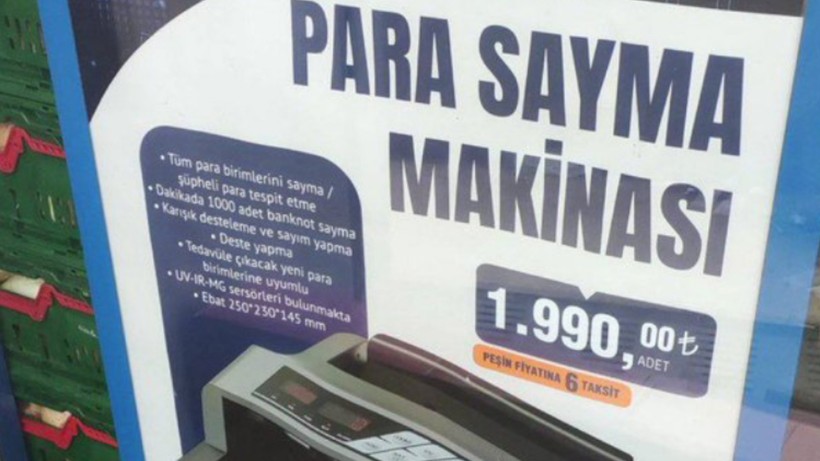 PARA SAYMA
MAKİNASI
• Tüm para birimlerini sayma /
şüpheli para tespit etme
• Dakikada 1000 adet banknot sayma
• Karışık desteleme ve sayım yapma
• Deste yapma
• Tedavüle çıkacak yeni para
birimlerine uyumlu
• UV-IR-MG sersörleri bulunmakta
• Ebat 250*230*145 mm
1.990,00₺
ADET
PEŞİN FİYATINA 6 TAKSİT